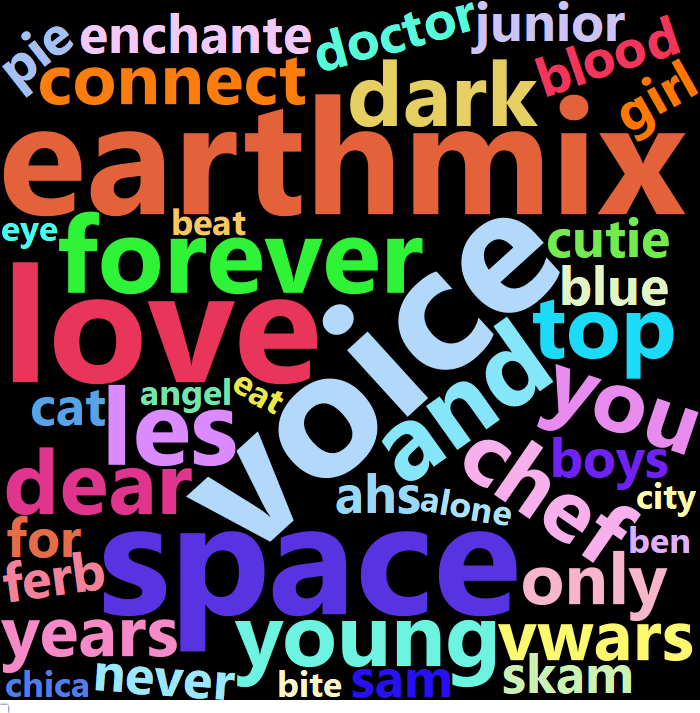 pie
enchante
doctor
junior
connect
dark
blood
girl
earthmix
eye
beat
forever
cutie
love
voice
blue
top
cat
angel
eat
and
you
les
dear
chef
boys
ahs
alone
city
for
space
ben
ferb
only
years
young
vwars
chica
never
bite
sam
skam